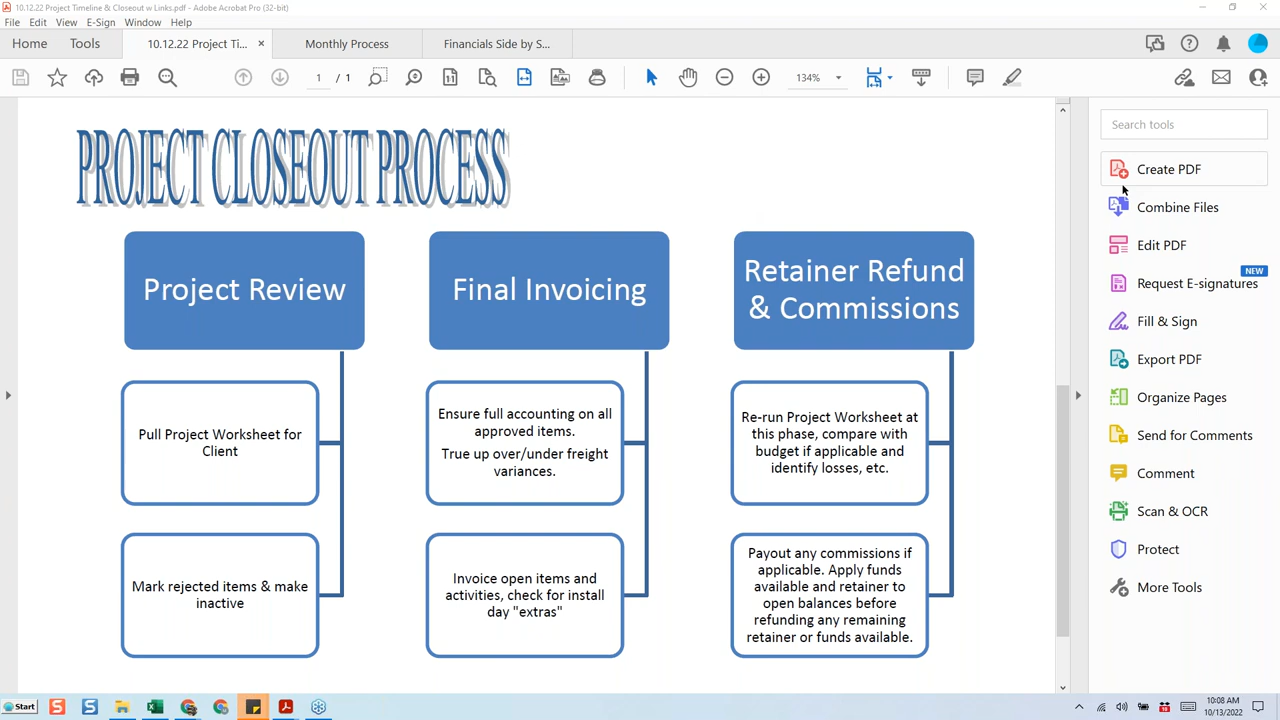 10.12.22 Project Timeline & Closeout w Links.pdf - Adobe Acrobat Pro (32-bit)
File Edit View E-Sign Window Help
Home Tools 10.12.22 Project Ti... × Monthly Process Financials Side by S...
1 / 1 134%
PROJECT CLOSEOUT PROCESS
Project Review
Pull Project Worksheet for
Client
Mark rejected items & make
inactive
Final Invoicing
Ensure full accounting on all
approved items.
True up over/under freight
variances.
Invoice open items and
activities, check for install
day "extras"
Retainer Refund
& Commissions
Re-run Project Worksheet at
this phase, compare with
budget if applicable and
identify losses, etc.
Payout any commissions if
applicable. Apply funds
available and retainer to
open balances before
refunding any remaining
retainer or funds available.
Search tools
Create PDF
Combine Files
Edit PDF
NEW
Request E-signatures
Fill & Sign
Export PDF
Organize Pages
Send for Comments
Comment
Scan & OCR
Protect
More Tools
Start
10:08 AM
10/13/2022